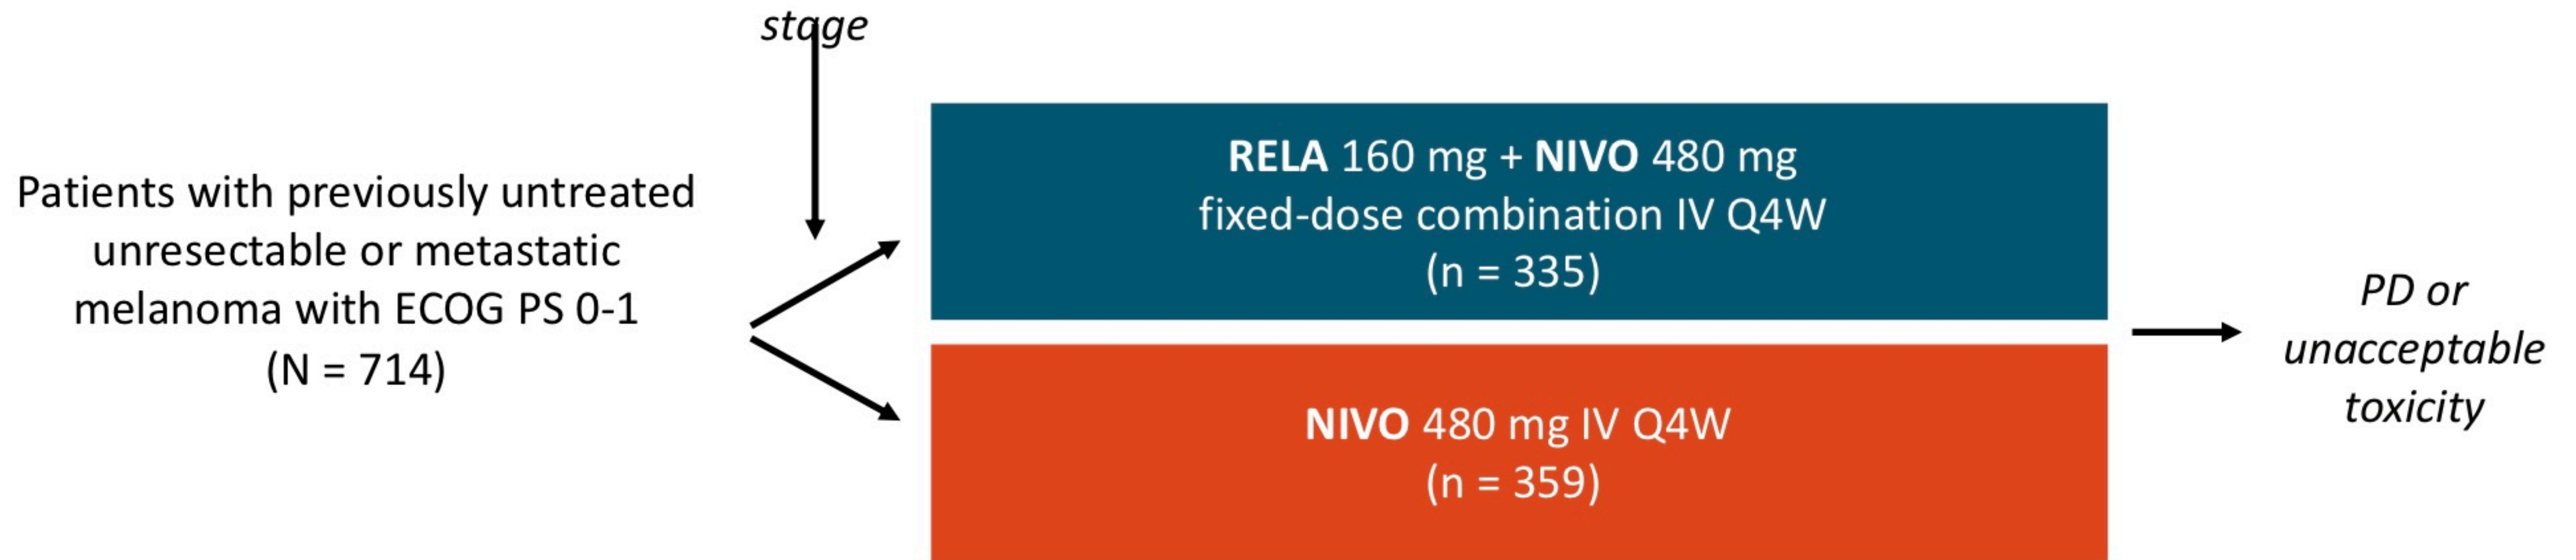 stage
Patients with previously untreated
unresectable or metastatic
melanoma with ECOG PS 0-1
(N = 714)
RELA 160 mg + NIVO 480 mg
fixed-dose combination IV Q4W
(n = 335)
NIVO 480 mg IV Q4W
(n = 359)
PD or
unacceptable
toxicity